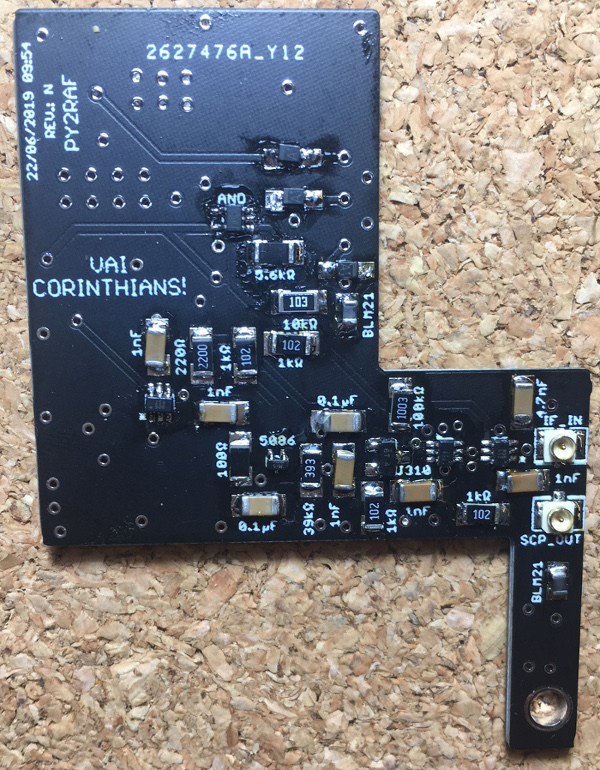 2627476A_Y12
22/06/2019 09:54
REV.: N
PY2RAF
AND
VAI
CORINTHIANS!
5.6kΩ
103
10kΩ
BLM21
1nF
220Ω
2200
1kΩ
102
102
1kΩ
1nF
0.1µF
1003
100kΩ
4.7nF
IF_IN
100Ω
5086
393
39kΩ
1nF
J310
1nF
102
1kΩ
1kΩ
102
1nF
0.1µF
SCP_OUT
BLM21